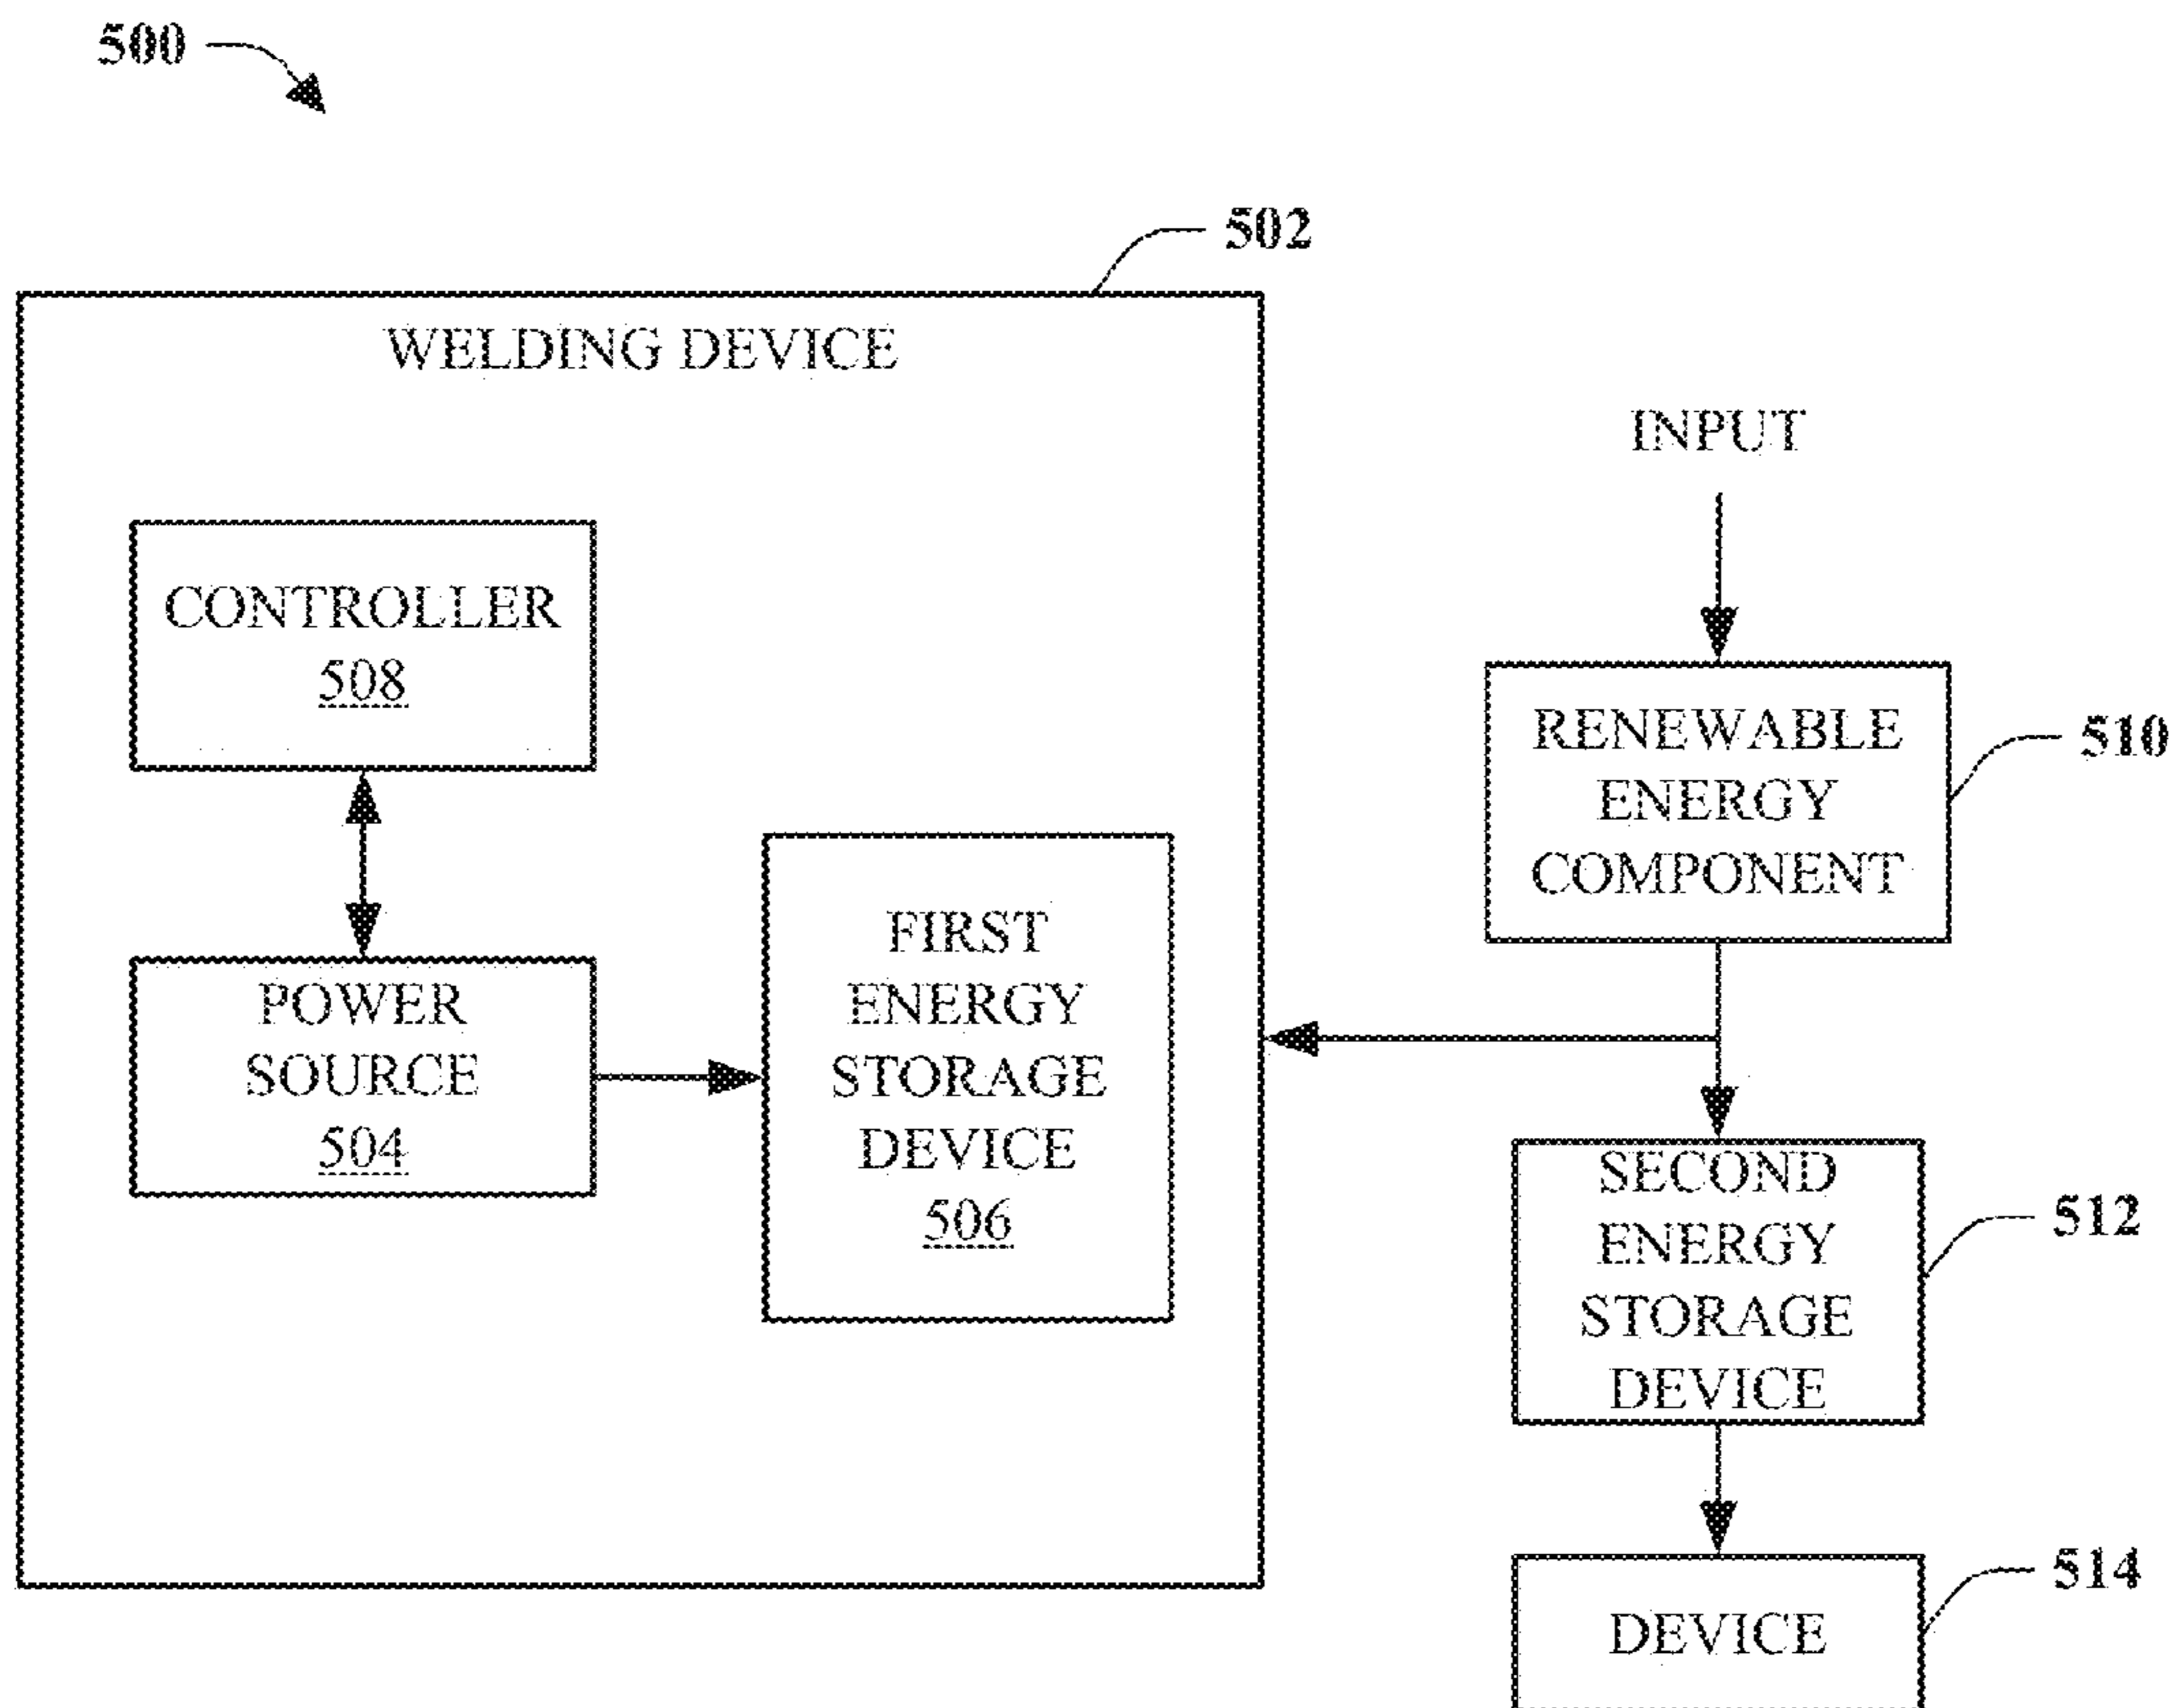 500
502
WELDING DEVICE
CONTROLLER
508
POWER
SOURCE
504
FIRST
ENERGY
STORAGE
DEVICE
506
INPUT
RENEWABLE
ENERGY
COMPONENT
510
SECOND
ENERGY
STORAGE
DEVICE
512
DEVICE
514